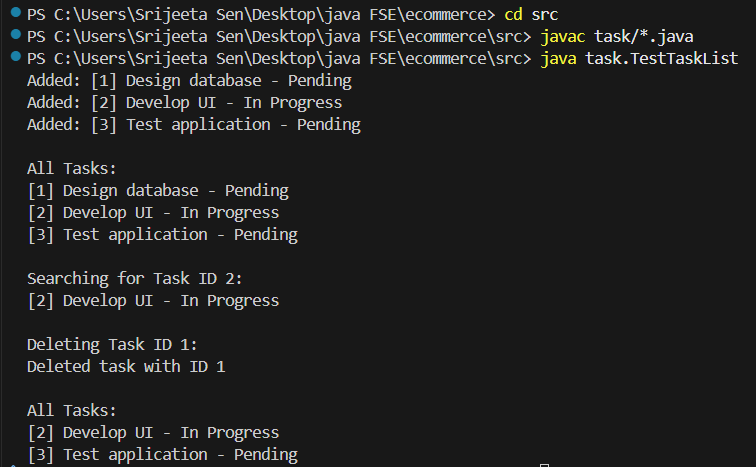 PS C:\Users\Srijeeta Sen\Desktop\java FSE\ecommerce> cd src
PS C:\Users\Srijeeta Sen\Desktop\java FSE\ecommerce\src> javac task/*.java
PS C:\Users\Srijeeta Sen\Desktop\java FSE\ecommerce\src> java task.TestTaskList
Added: [1] Design database - Pending
Added: [2] Develop UI - In Progress
Added: [3] Test application - Pending
All Tasks:
[1] Design database - Pending
[2] Develop UI - In Progress
[3] Test application - Pending
Searching for Task ID 2:
[2] Develop UI - In Progress
Deleting Task ID 1:
Deleted task with ID 1
All Tasks:
[2] Develop UI - In Progress
[3] Test application - Pending